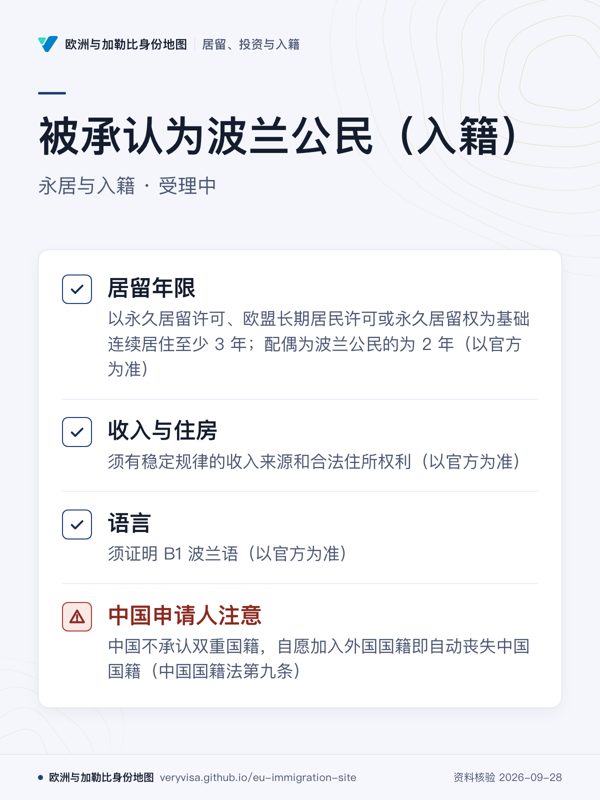 欧洲与加勒比身份地图 居留、投资与入籍
被承认为波兰公民（入籍）
永居与入籍 · 受理中
居留年限
以永久居留许可、欧盟长期居民许可或永久居留权为基础
连续居住至少 3 年；配偶为波兰公民的为 2 年（以官方
为准）
收入与住房
须有稳定规律的收入来源和合法住所权利（以官方为准）
语言
须证明 B1 波兰语（以官方为准）
中国申请人注意
中国不承认双重国籍，自愿加入外国国籍即自动丧失中国
国籍（中国国籍法第九条）
欧洲与加勒比身份地图 veryvisa.github.io/eu-immigration-site 资料核验 2026-09-28